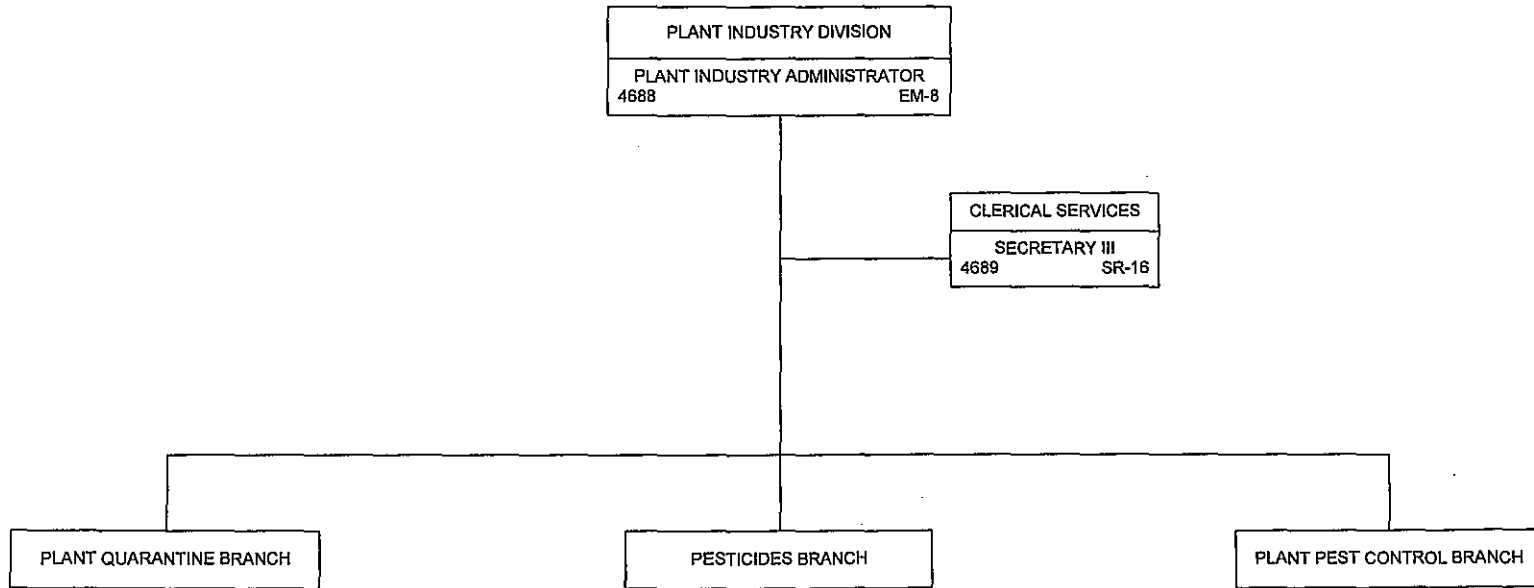 PLANT INDUSTRY DIVISION
PLANT INDUSTRY ADMINISTRATOR
4688 EM-8
CLERICAL SERVICES
SECRETARY III
4689 SR-16
PLANT QUARANTINE BRANCH
PESTICIDES BRANCH
PLANT PEST CONTROL BRANCH